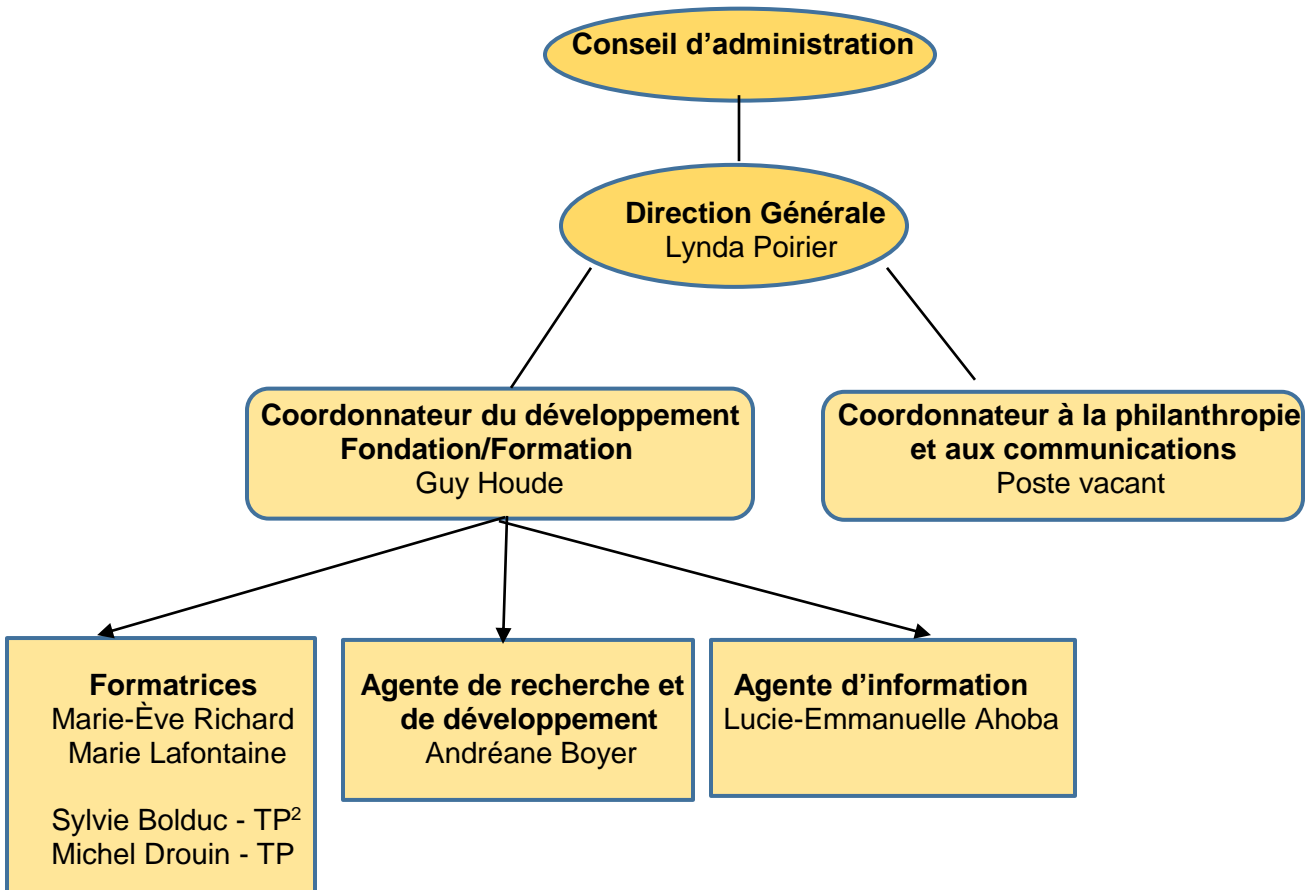 Conseil d’administration
Direction Générale
Lynda Poirier
Coordonnateur du développement
Fondation/Formation
Guy Houde
Coordonnateur à la philanthropie
et aux communications
Poste vacant
Formatrices
Marie-Ève Richard
Marie Lafontaine
Sylvie Bolduc - TP²
Michel Drouin - TP
Agente de recherche et
de développement
Andréane Boyer
Agente d’information
Lucie-Emmanuelle Ahoba